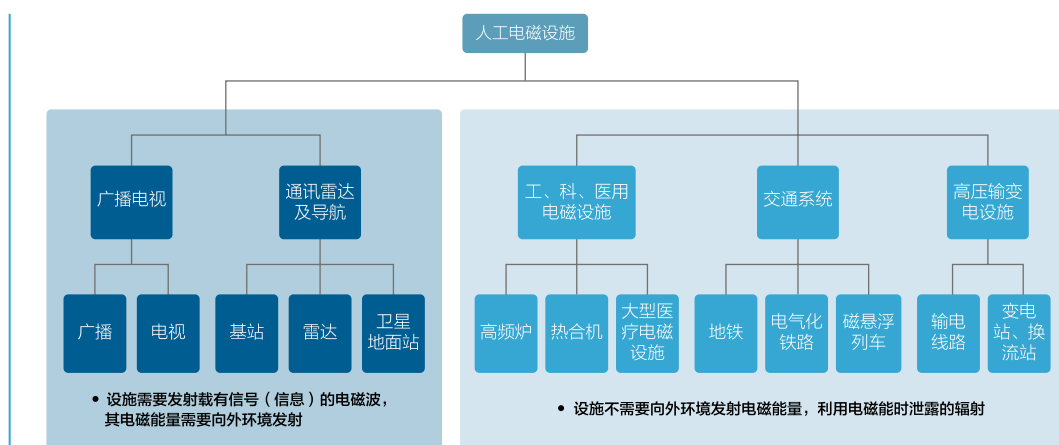 人工电磁设施
广播电视
通讯雷达
及导航
工、科、医用
电磁设施
交通系统
高压输变
电设施
广播
电视
基站
雷达
卫星
地面站
高频炉
热合机
大型医
疗电磁
设施
地铁
电气化
铁路
磁悬浮
列车
输电
线路
变电
站、换
流站
• 设施需要发射载有信号（信息）的电磁波，
其电磁能量需要向外环境发射
• 设施不需要向外环境发射电磁能量，利用电磁能时泄露的辐射